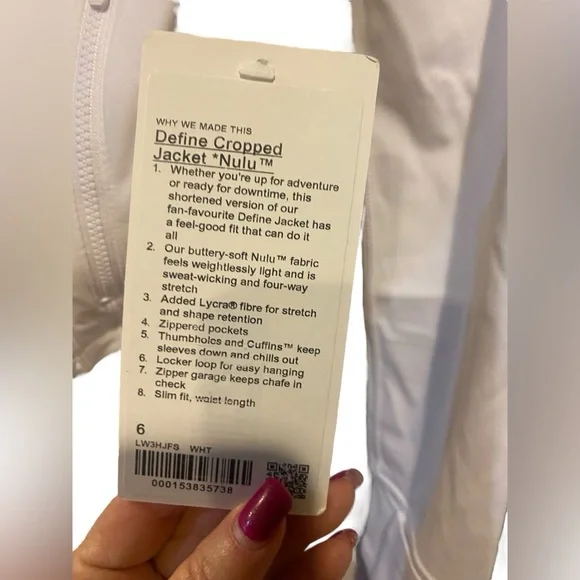 WHY WE MADE THIS
Define Cropped
Jacket *Nulu™
1. Whether you're up for adventure
or ready for downtime, this
shortened version of our
fan-favourite Define Jacket has
a feel-good fit that can do it
all
2. Our buttery-soft Nulu™ fabric
feels weightlessly light and is
sweat-wicking and four-way
stretch
3. Added Lycra® fibre for stretch
and shape retention
4. Zippered pockets
5. Thumbholes and Cuffins™ keep
sleeves down and chills out
6. Locker loop for easy hanging
7. Zipper garage keeps chafe in
check
8. Slim fit, waist length
6
LW3HJFS WHT
000153835738